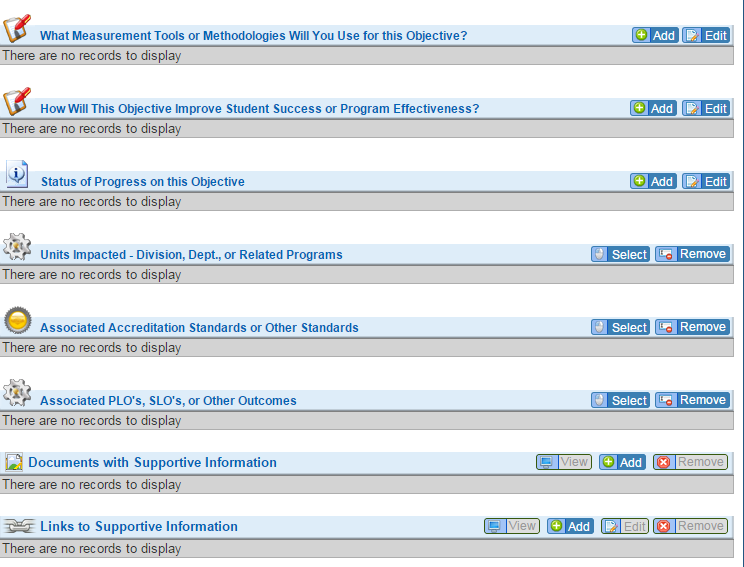 What Measurement Tools or Methodologies Will You Use for this Objective? Add Edit
There are no records to display
How Will This Objective Improve Student Success or Program Effectiveness? Add Edit
There are no records to display
Status of Progress on this Objective Add Edit
There are no records to display
Units Impacted - Division, Dept., or Related Programs Select Remove
There are no records to display
Associated Accreditation Standards or Other Standards Select Remove
There are no records to display
Associated PLO's, SLO's, or Other Outcomes Select Remove
There are no records to display
Documents with Supportive Information View Add Remove
There are no records to display
Links to Supportive Information View Add Edit Remove
There are no records to display